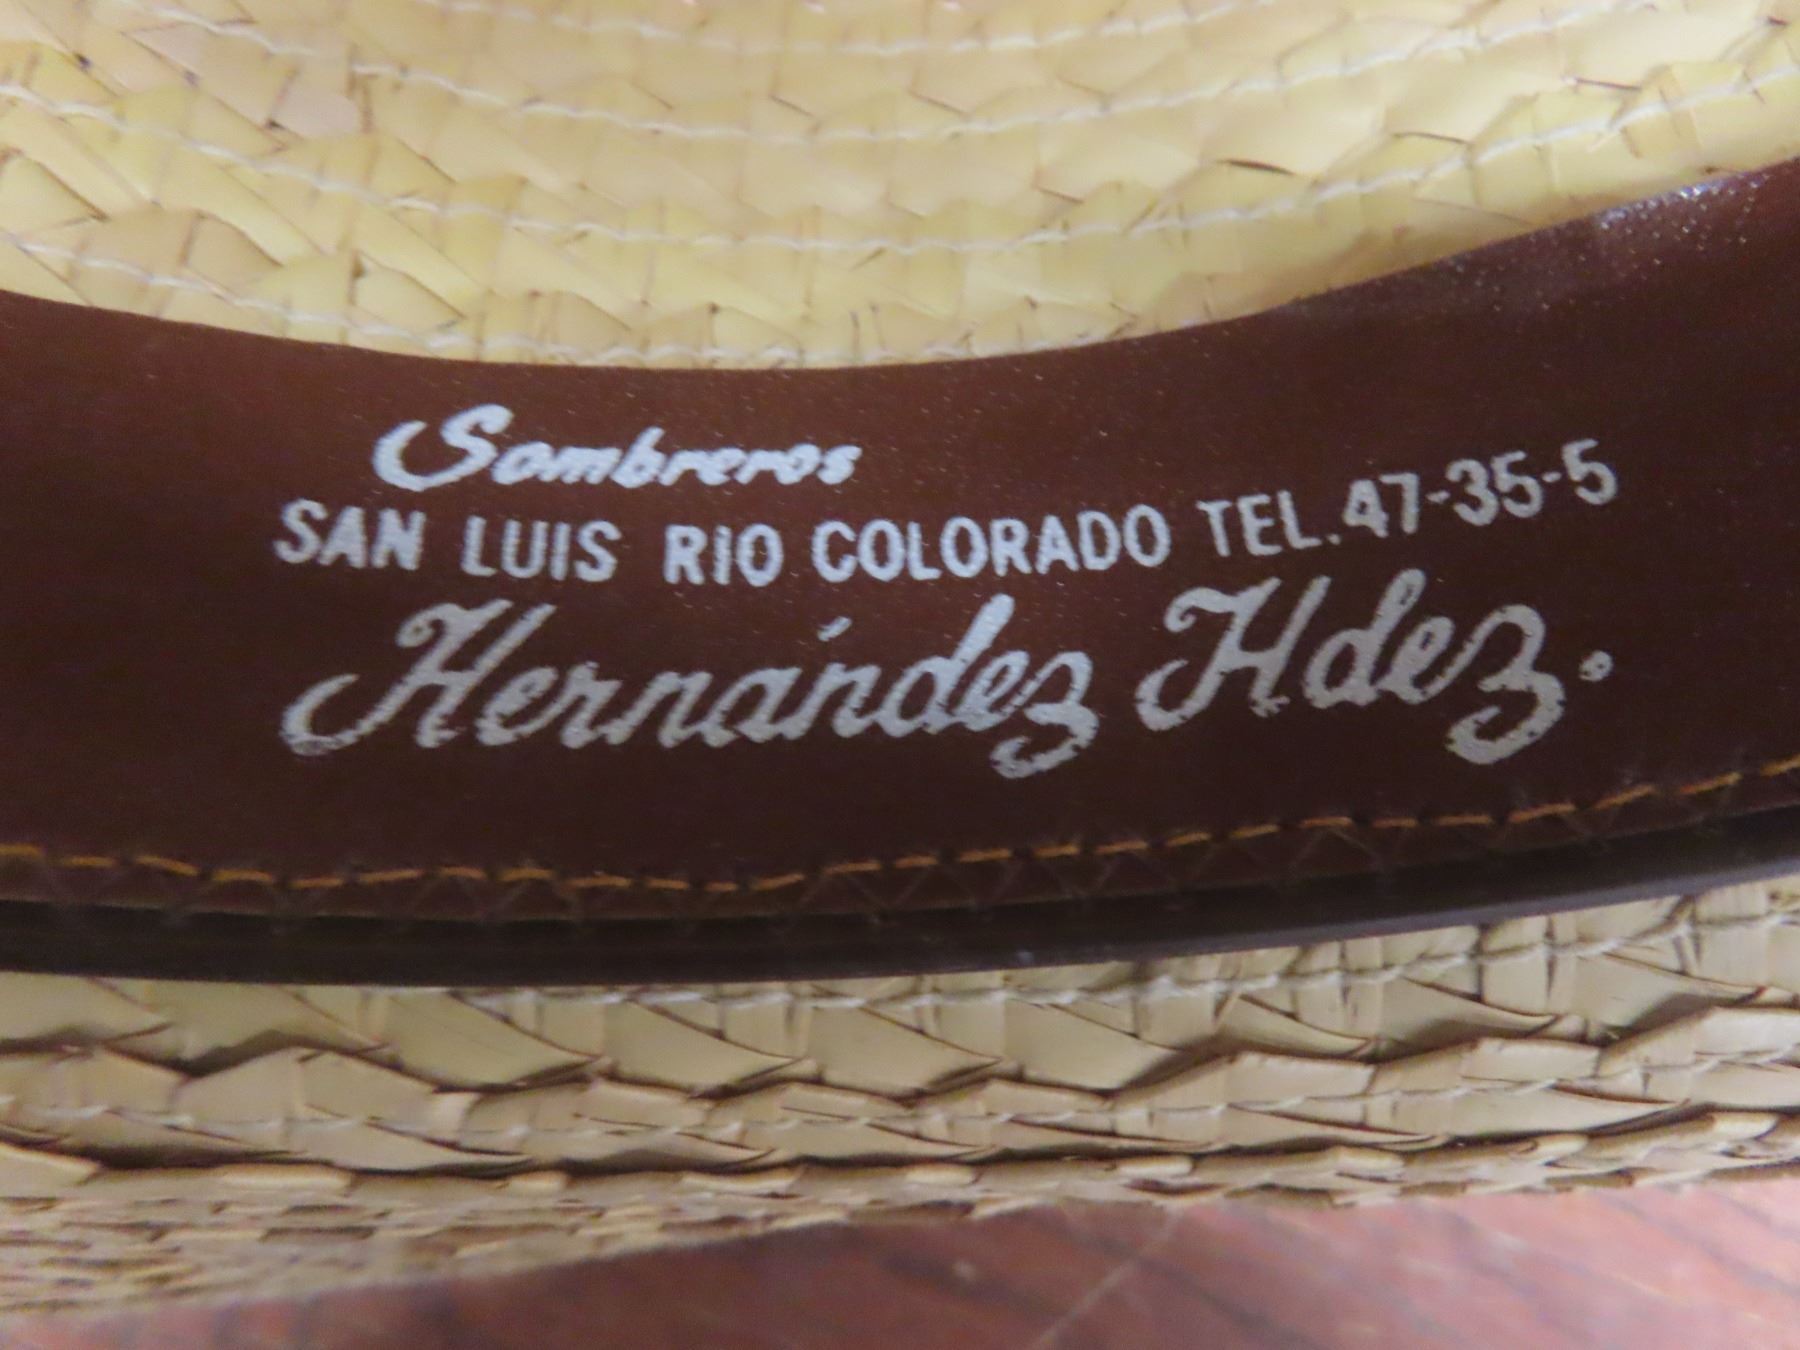 Sombreros
SAN LUIS RIO COLORADO TEL. 47-35-5
Hernández Hdez.